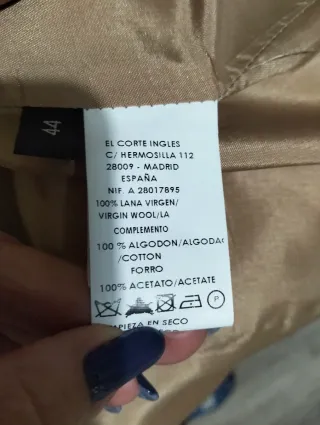 44
EL CORTE INGLES
C/ HERMOSILLA 112
28009 - MADRID
ESPAÑA
NIF. A 28017895
100% LANA VIRGEN/
VIRGIN WOOL/LA
COMPLEMENTO
100 % ALGODON/ALGODA
/COTTON
FORRO
100% ACETATO/ACETATE
P
PIEZA EN SECO